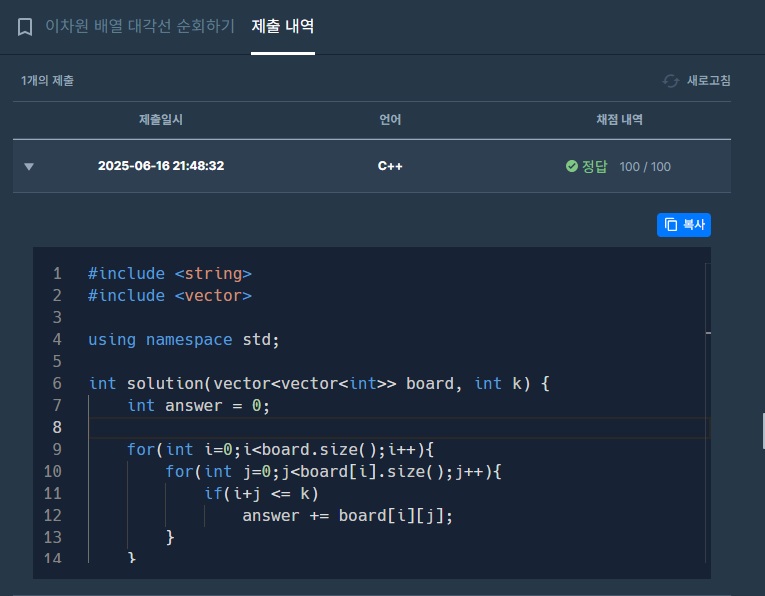 이차원 배열 대각선 순회하기 제출 내역
1개의 제출 새로고침
제출일시 언어 채점 내역
2025-06-16 21:48:32 C++ 정답 100 / 100
복사
1 #include <string>
2 #include <vector>
3
4 using namespace std;
5
6 int solution(vector<vector<int>> board, int k) {
7     int answer = 0;
8
9     for(int i=0;i<board.size();i++){
10         for(int j=0;j<board[i].size();j++){
11             if(i+j <= k)
12                 answer += board[i][j];
13         }
14     }